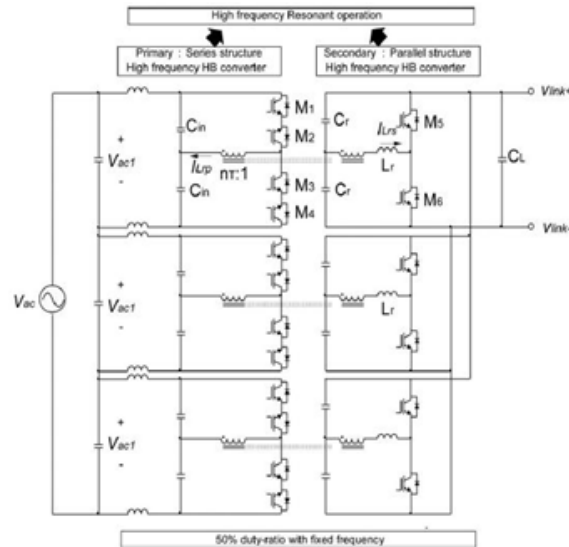 High frequency Resonant operation
Primary : Series structure
High frequency HB converter
Secondary : Parallel structure
High frequency HB converter
Vlink+
M1
Cin
M2
Cr
ILrs
M5
+
Vac1
-
ILrp
nT:1
Lr
CL
Cin
M3
M4
Cr
M6
Vlink-
+
Vac1
-
Lr
Vac
+
Vac1
-
50% duty-ratio with fixed frequency